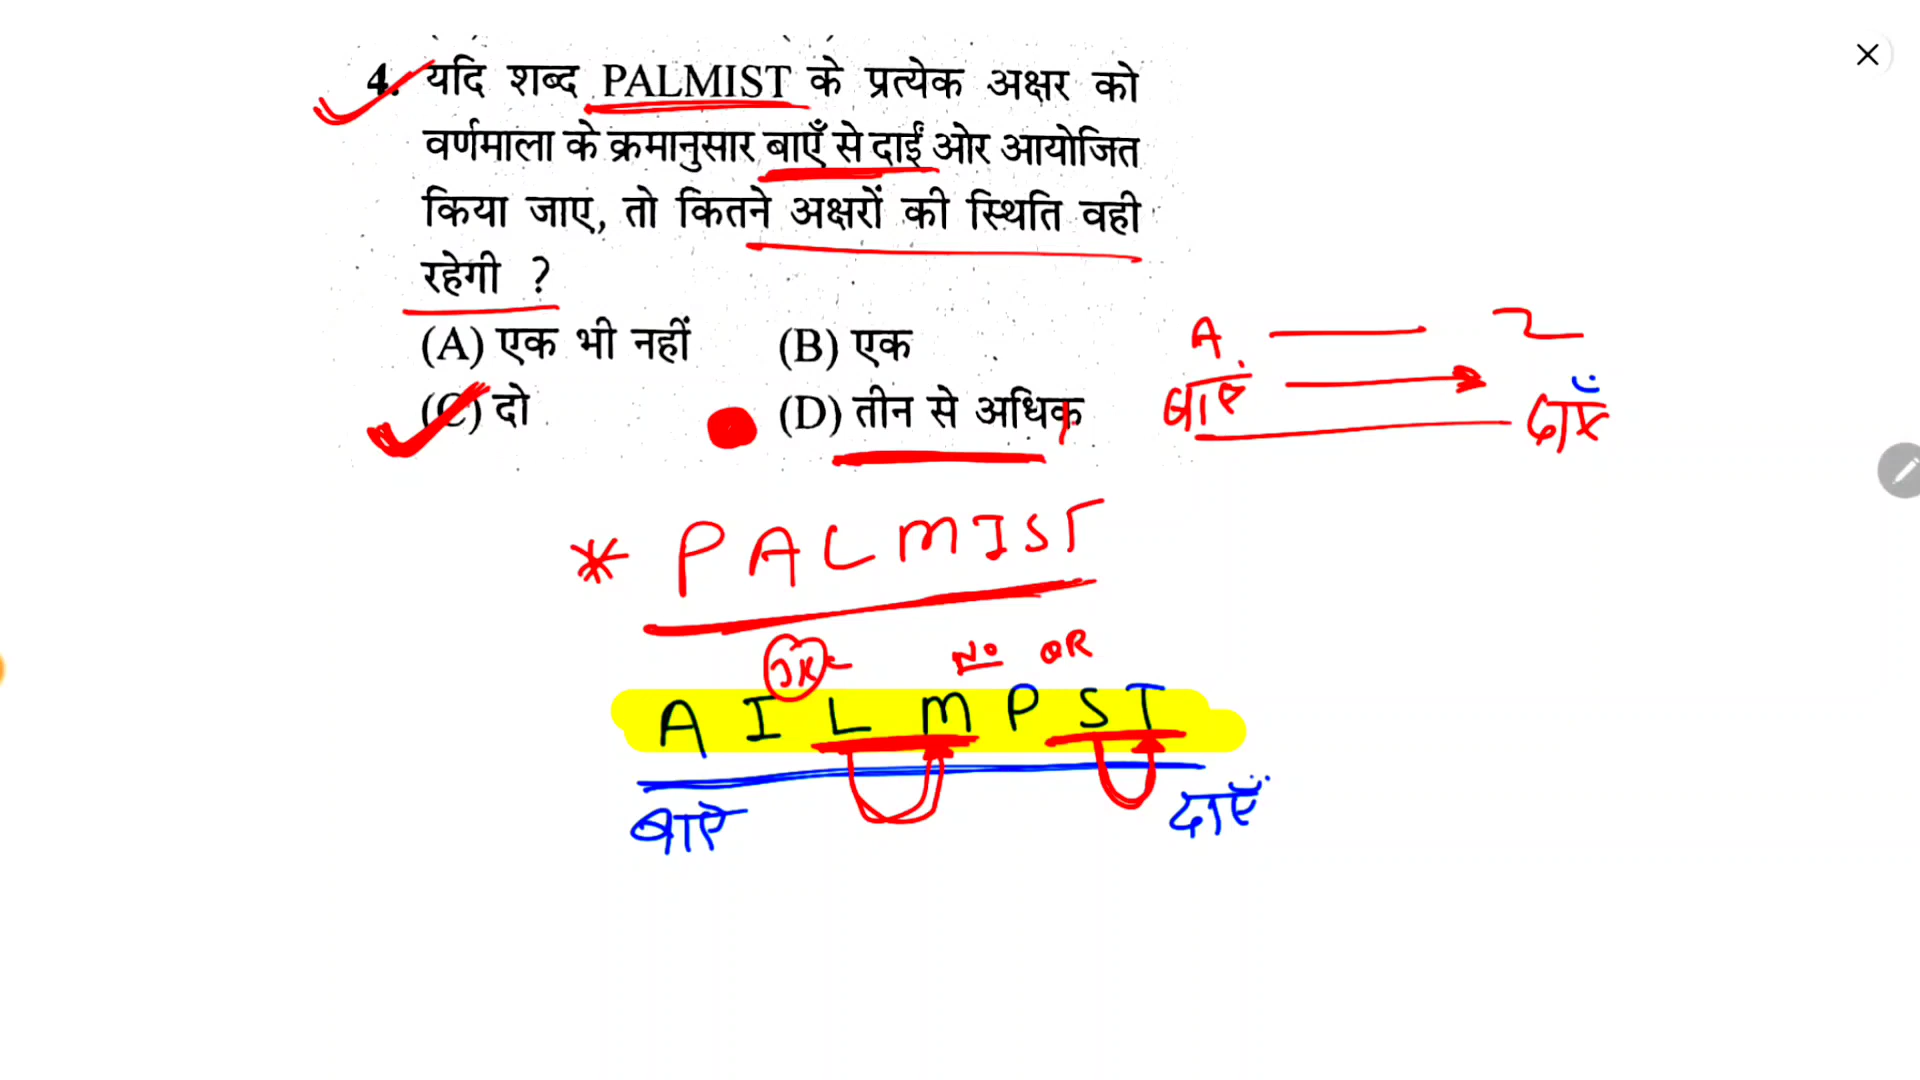 4. यदि शब्द PALMIST के प्रत्येक अक्षर को
वर्णमाला के क्रमानुसार बाएँ से दाईं ओर आयोजित
किया जाए, तो कितने अक्षरों की स्थिति वही
रहेगी ?
(A) एक भी नहीं (B) एक
(C) दो (D) तीन से अधिक
A Z
बाएं दाएँ
* PALMIST
No OR
A I L M P S T
बाऐ दाएँ